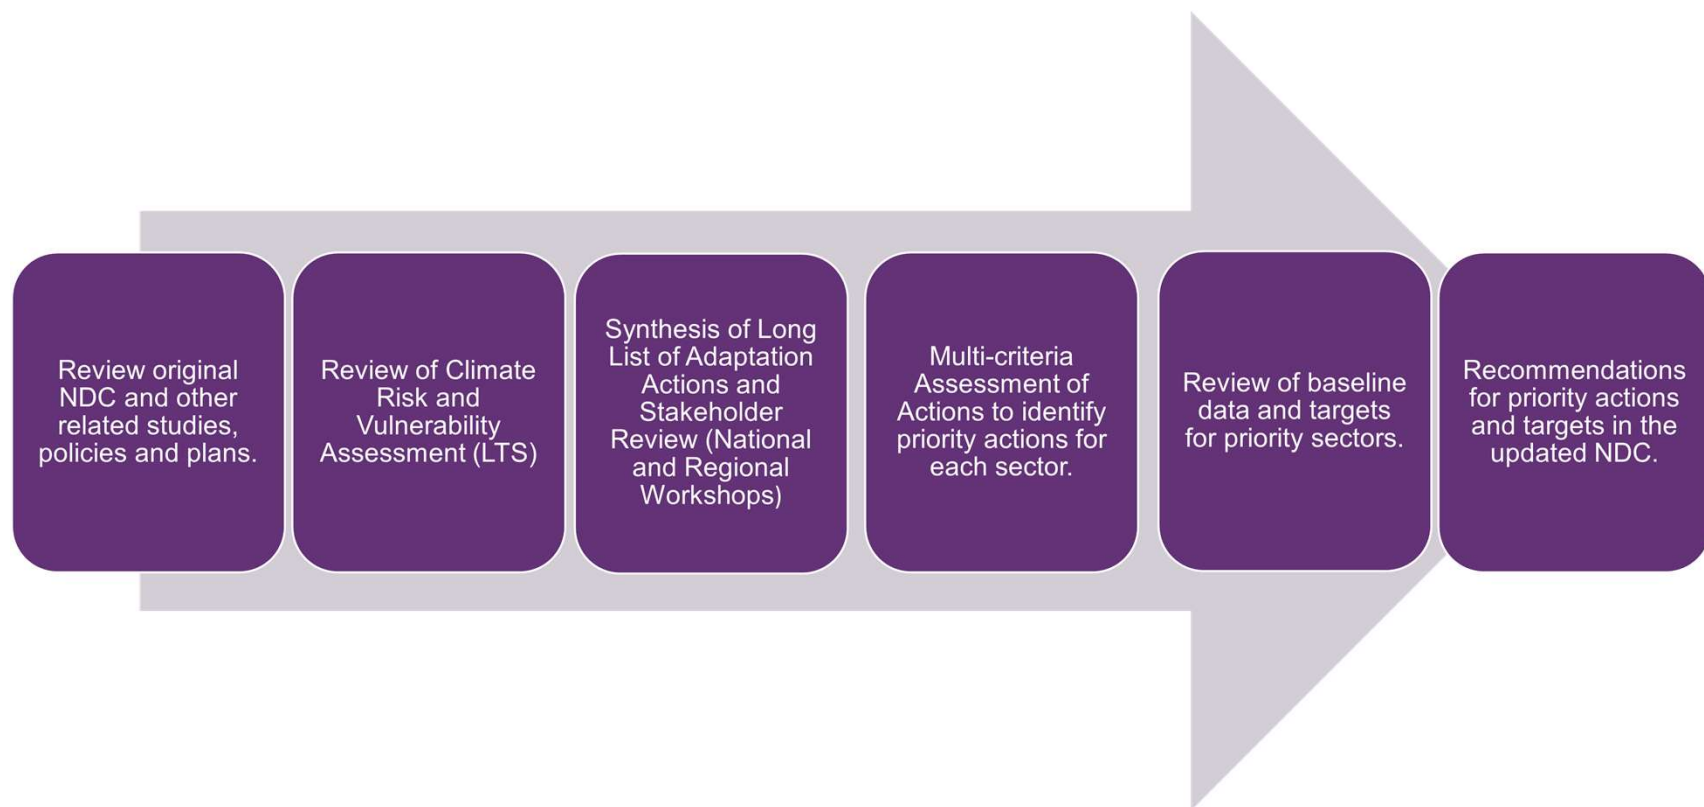 Review original
NDC and other
related studies,
policies and plans.
Review of Climate
Risk and
Vulnerability
Assessment (LTS)
Synthesis of Long
List of Adaptation
Actions and
Stakeholder
Review (National
and Regional
Workshops)
Multi-criteria
Assessment of
Actions to identify
priority actions for
each sector.
Review of baseline
data and targets
for priority sectors.
Recommendations
for priority actions
and targets in the
updated NDC.